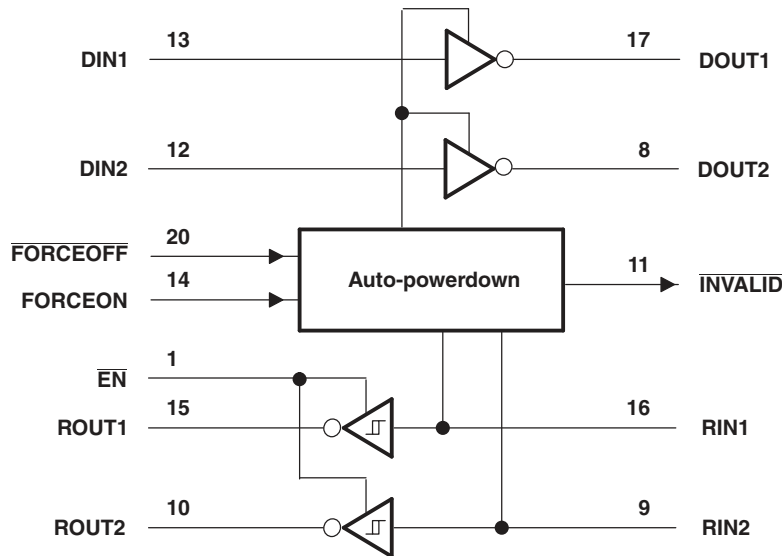 DIN1 13 17 DOUT1
DIN2 12 8 DOUT2
FORCEOFF 20
Auto-powerdown
11 INVALID
FORCEON 14
EN 1
ROUT1 15 16 RIN1
ROUT2 10 9 RIN2